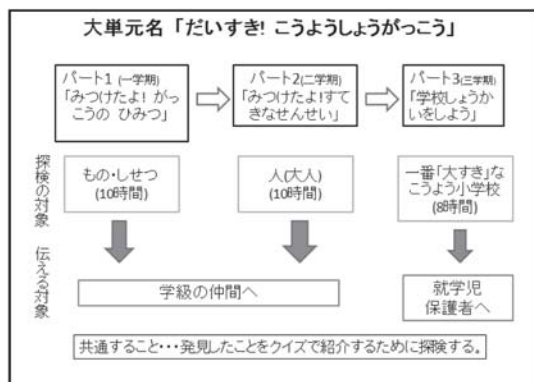 大単元名 「だいすき! こうようしょうがっこう」
パート1 (一学期)
「みつけたよ! がっ
こうの ひみつ」
パート2(二学期)
「みつけたよ!すて
きなせんせい」
パート3(三学期)
「学校しょうか
いをしよう」
探検の対象
もの・しせつ
(10時間)
人(大人)
(10時間)
一番「大すき」な
こうよう小学校
(8時間)
伝える対象
学級の仲間へ
就学児
保護者へ
共通すること・・・発見したことをクイズで紹介するために探検する。